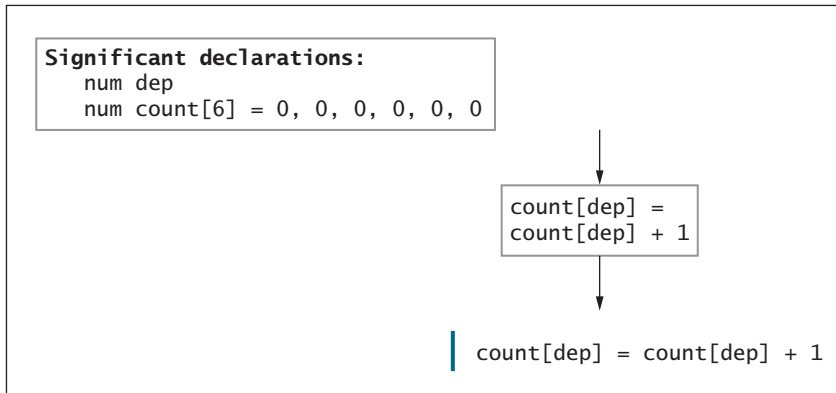 Significant declarations:
num dep
num count[6] = 0, 0, 0, 0, 0, 0
count[dep] =
count[dep] + 1
count[dep] = count[dep] + 1